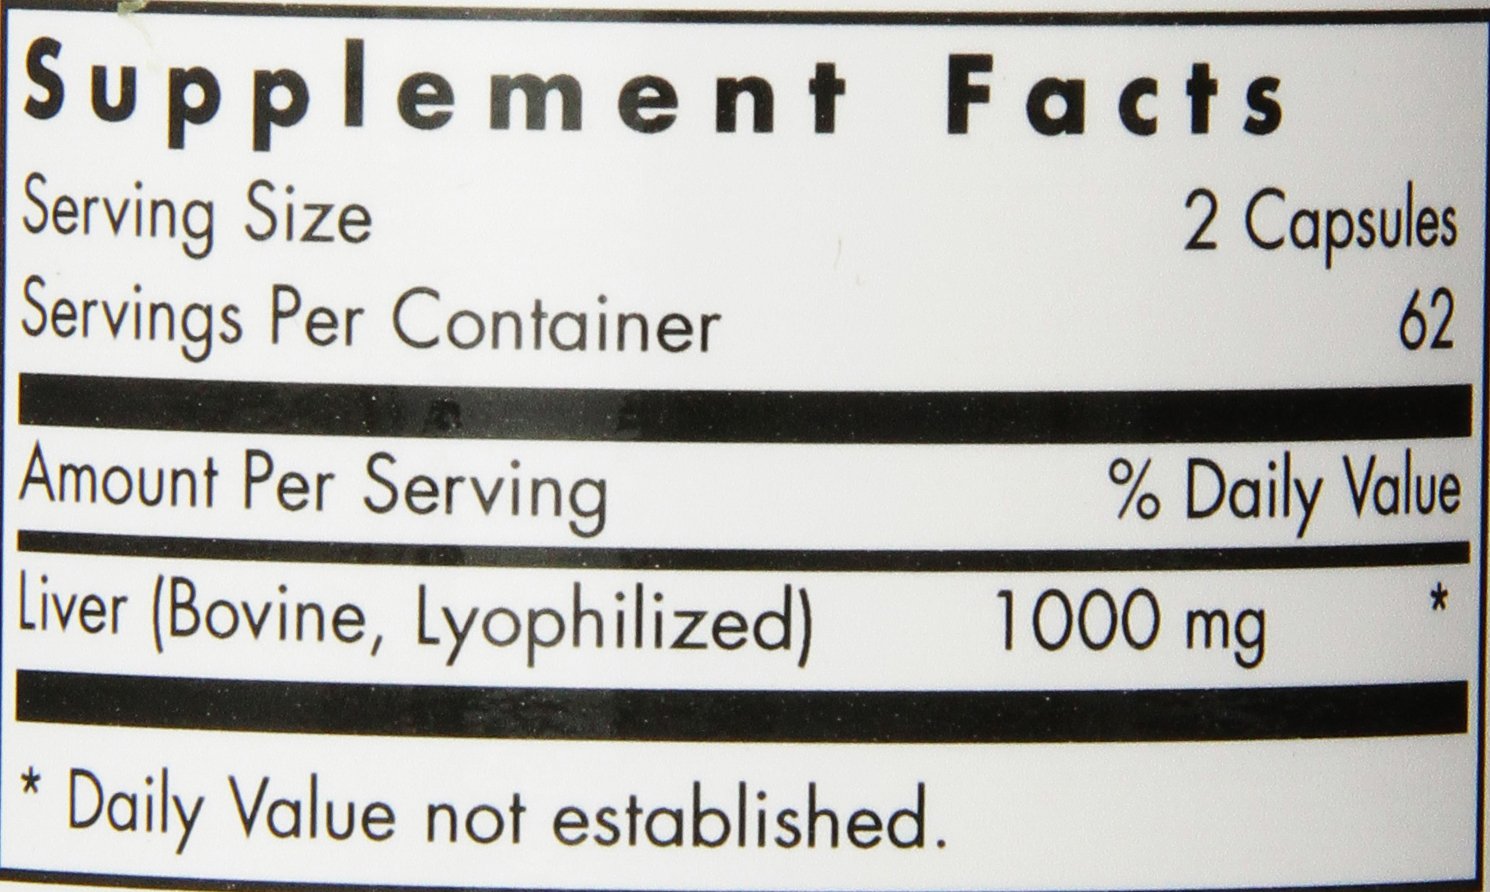 Supplement Facts
Serving Size 2 Capsules
Servings Per Container 62
Amount Per Serving % Daily Value
Liver (Bovine, Lyophilized) 1000 mg *
* Daily Value not established.